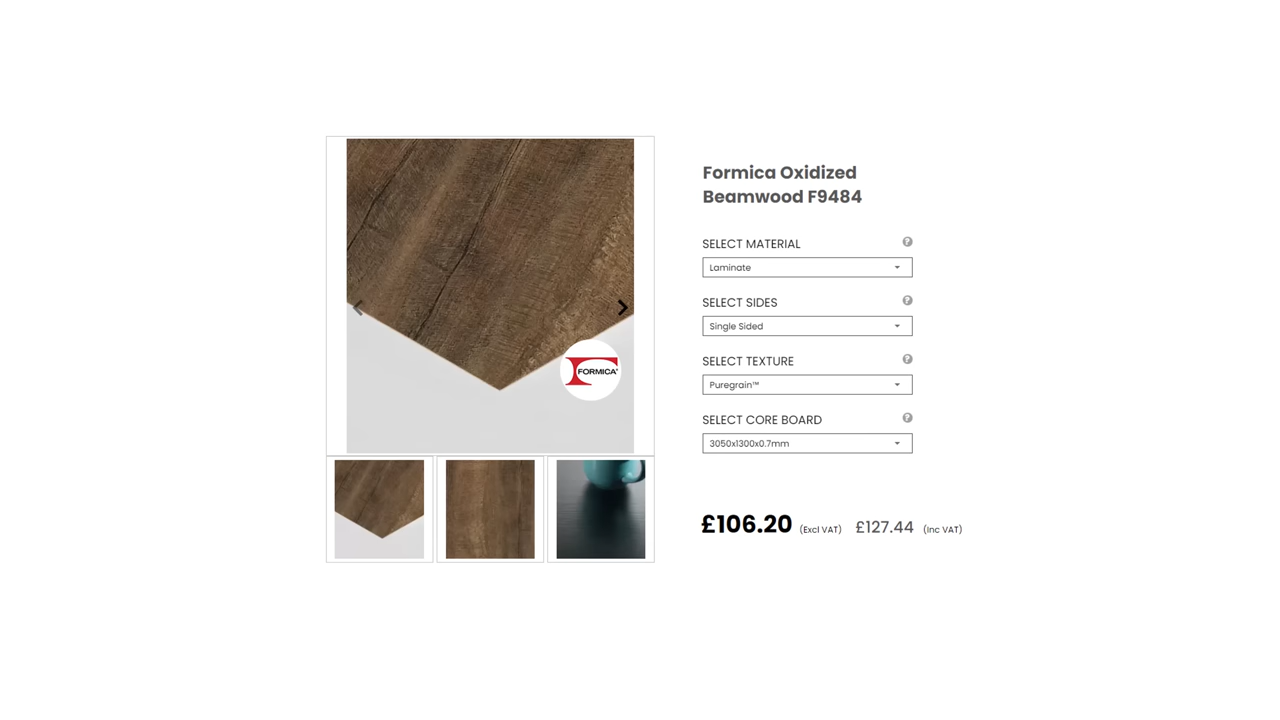 Formica Oxidized
Beamwood F9484
SELECT MATERIAL
?
Laminate
SELECT SIDES
?
Single Sided
SELECT TEXTURE
?
Puregrain™
SELECT CORE BOARD
?
3050x1300x0.7mm
FORMICA®
£106.20 (Excl VAT) £127.44 (Inc VAT)